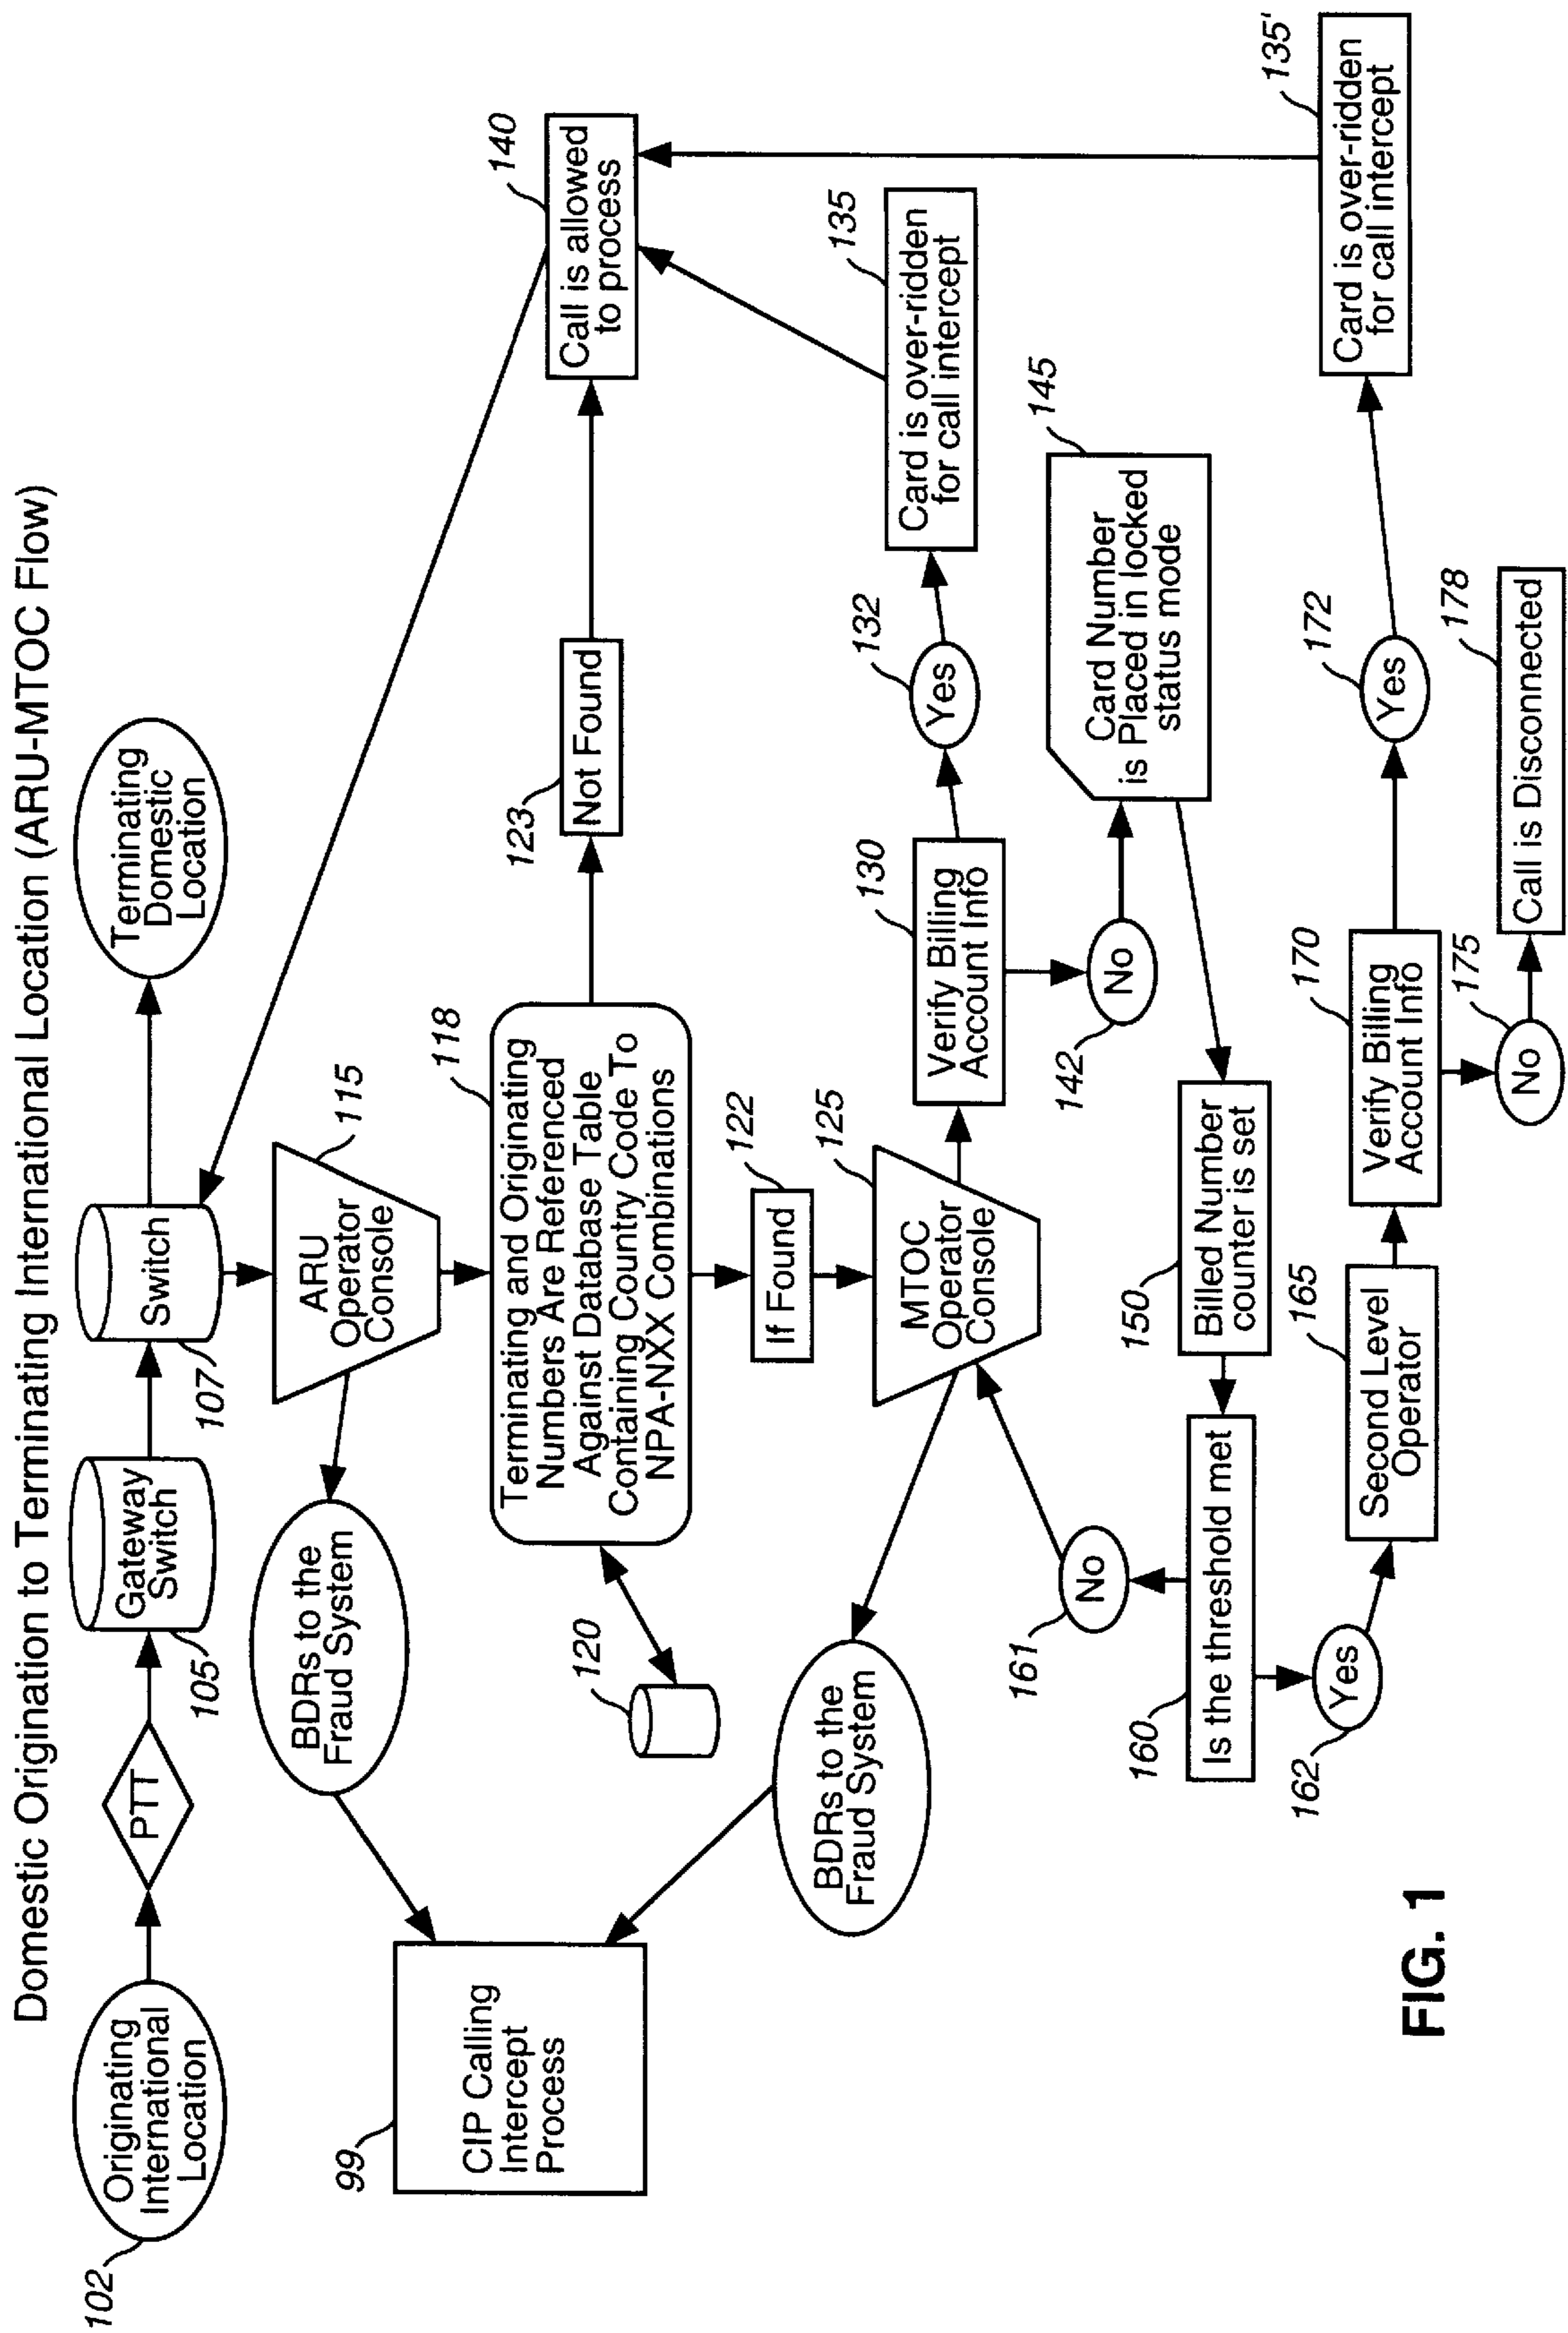 Domestic Origination to Terminating International Location (ARU-MTOC Flow)
102
Originating
International
Location
PTT
Gateway
Switch
105
Switch
107
Terminating
Domestic
Location
ARU
Operator
Console
115
BDRs to the
Fraud System
99
CIP Calling
Intercept
Process
118
Terminating and Originating
Numbers Are Referenced
Against Database Table
Containing Country Code To
NPA-NXX Combinations
120
123
Not Found
140
Call is allowed
to process
122
If Found
125
MTOC
Operator
Console
BDRs to the
Fraud System
130
Verify Billing
Account Info
132
Yes
135
Card is over-ridden
for call intercept
142
No
145
Card Number
is Placed in locked
status mode
150
Billed Number
counter is set
160
Is the threshold met
161
No
162
Yes
165
Second Level
Operator
170
Verify Billing
Account Info
172
Yes
135'
Card is over-ridden
for call intercept
175
No
178
Call is Disconnected
FIG. 1